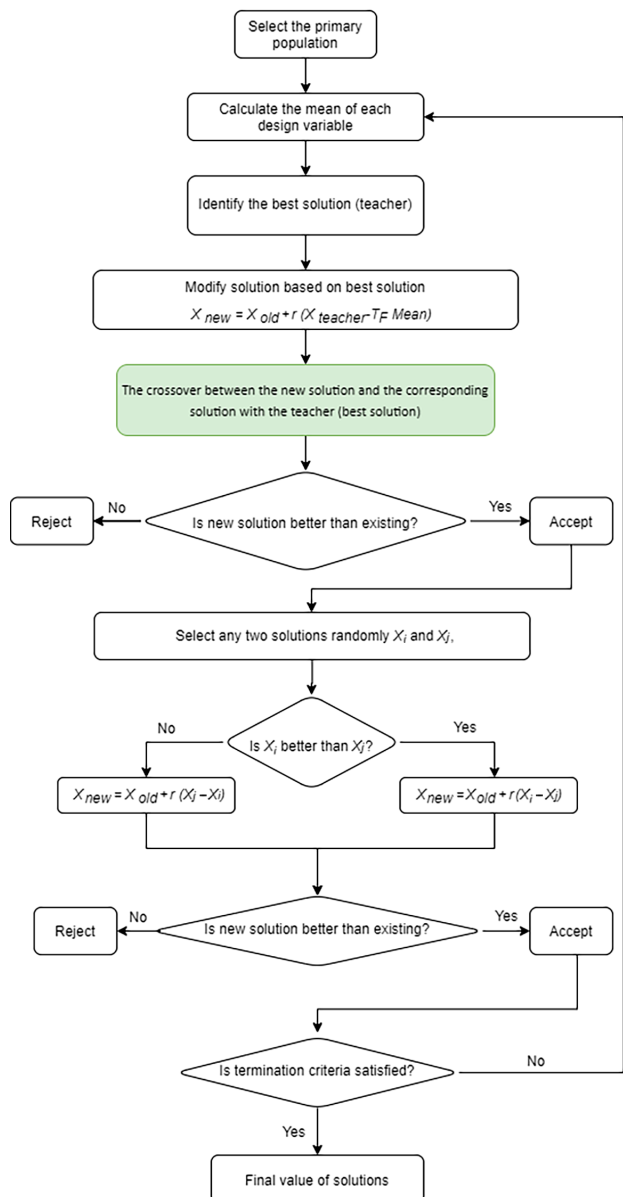 Select the primary
population
Calculate the mean of each
design variable
Identify the best solution (teacher)
Modify solution based on best solution
X new = X old + r (X teacher-TF Mean)
The crossover between the new solution and the corresponding
solution with the teacher (best solution)
Is new solution better than existing?
No
Yes
Reject
Accept
Select any two solutions randomly Xi and Xj,
Is Xi better than Xj?
No
Yes
Xnew = X old + r (Xj – Xi)
Xnew = Xold + r(Xi – Xj)
Is new solution better than existing?
No
Yes
Reject
Accept
Is termination criteria satisfied?
No
Yes
Final value of solutions